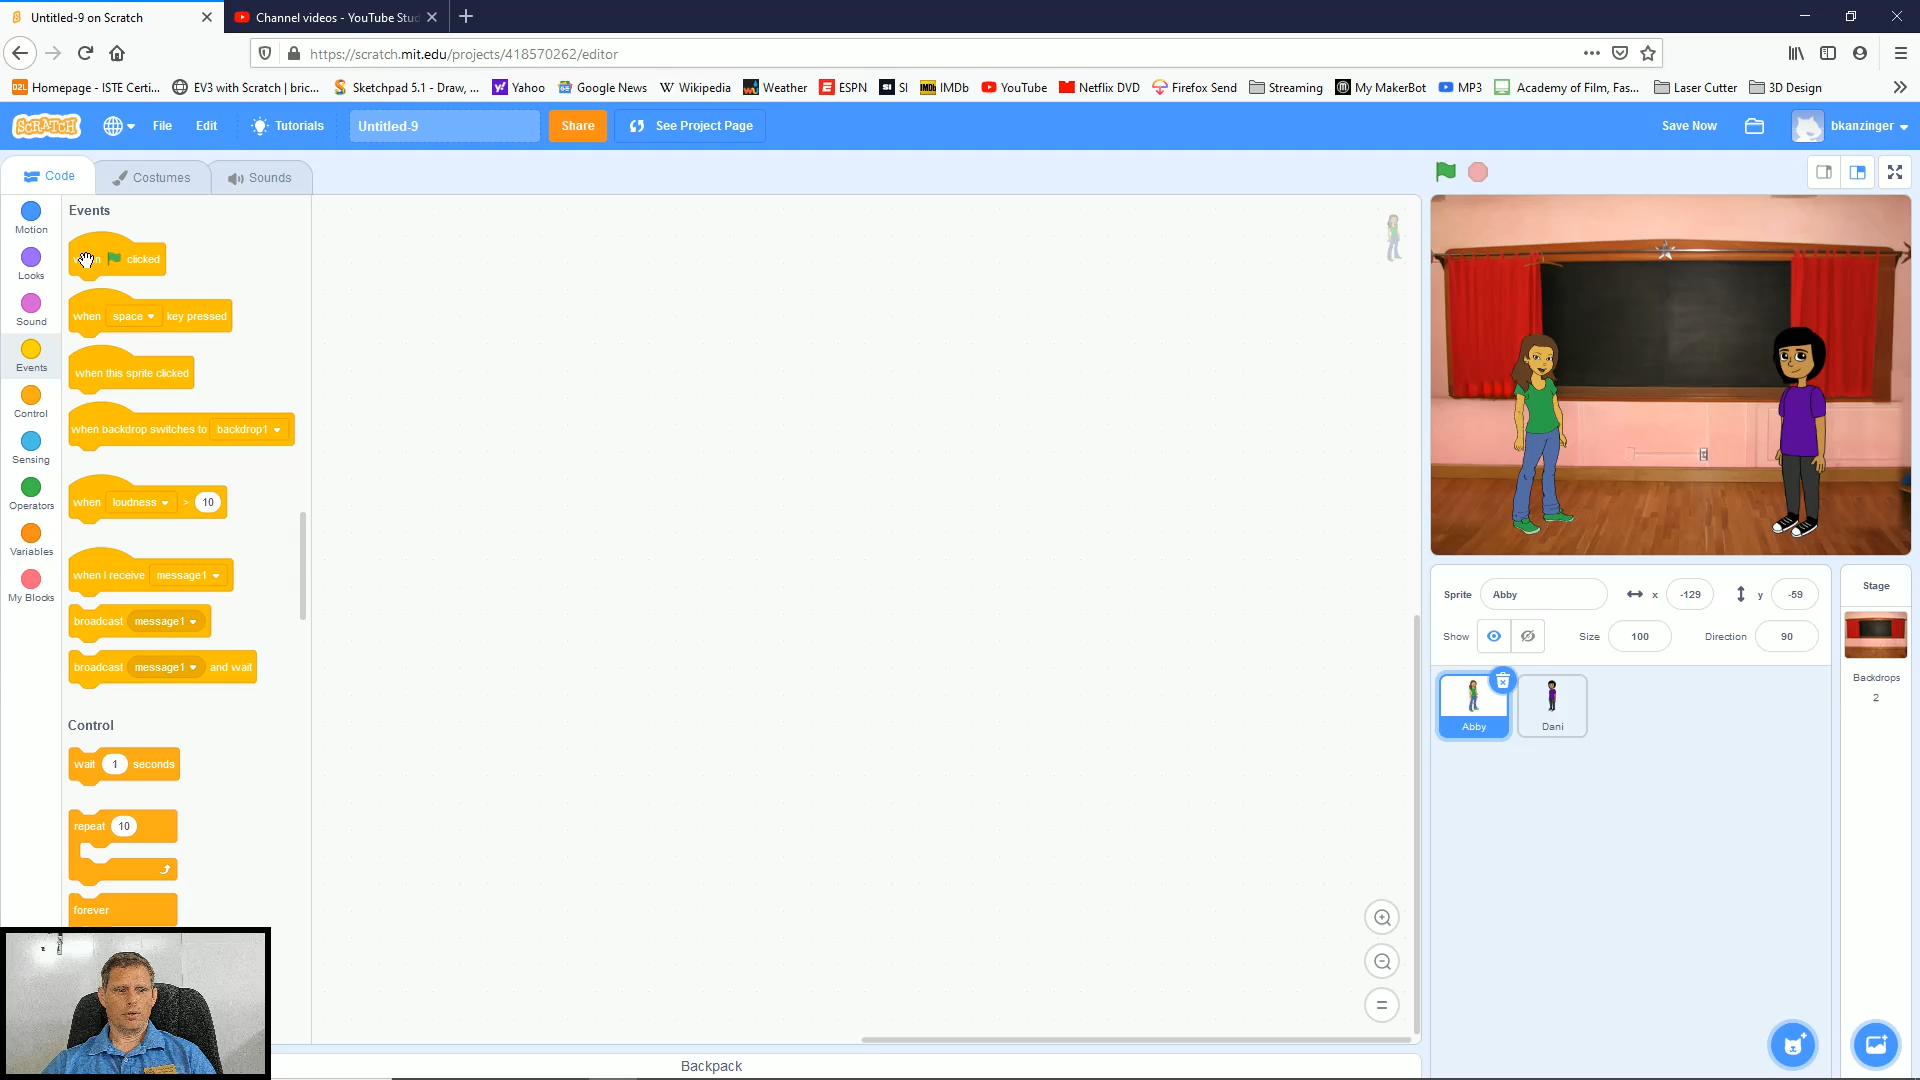 Untitled-9 on Scratch
Channel videos - YouTube Stud
https://scratch.mit.edu/projects/418570262/editor
D2L Homepage - ISTE Certi...
EV3 with Scratch | bric...
Sketchpad 5.1 - Draw, ...
Yahoo
Google News
Wikipedia
Weather
ESPN
SI SI
IMDb IMDb
YouTube
Netflix DVD
Firefox Send
Streaming
My MakerBot
MP3
Academy of Film, Fas...
Laser Cutter
3D Design
SCRATCH
File
Edit
Tutorials
Untitled-9
Share
See Project Page
Save Now
bkanzinger
Code
Costumes
Sounds
Motion
Looks
Sound
Events
Control
Sensing
Operators
Variables
My Blocks
Events
clicked
when space key pressed
when this sprite clicked
when backdrop switches to backdrop1
when loudness > 10
when I receive message1
broadcast message1
broadcast message1 and wait
Control
wait 1 seconds
repeat 10
forever
Backpack
Sprite Abby x -129 y -59
Show Size 100 Direction 90
Abby
Dani
Stage
Backdrops
2